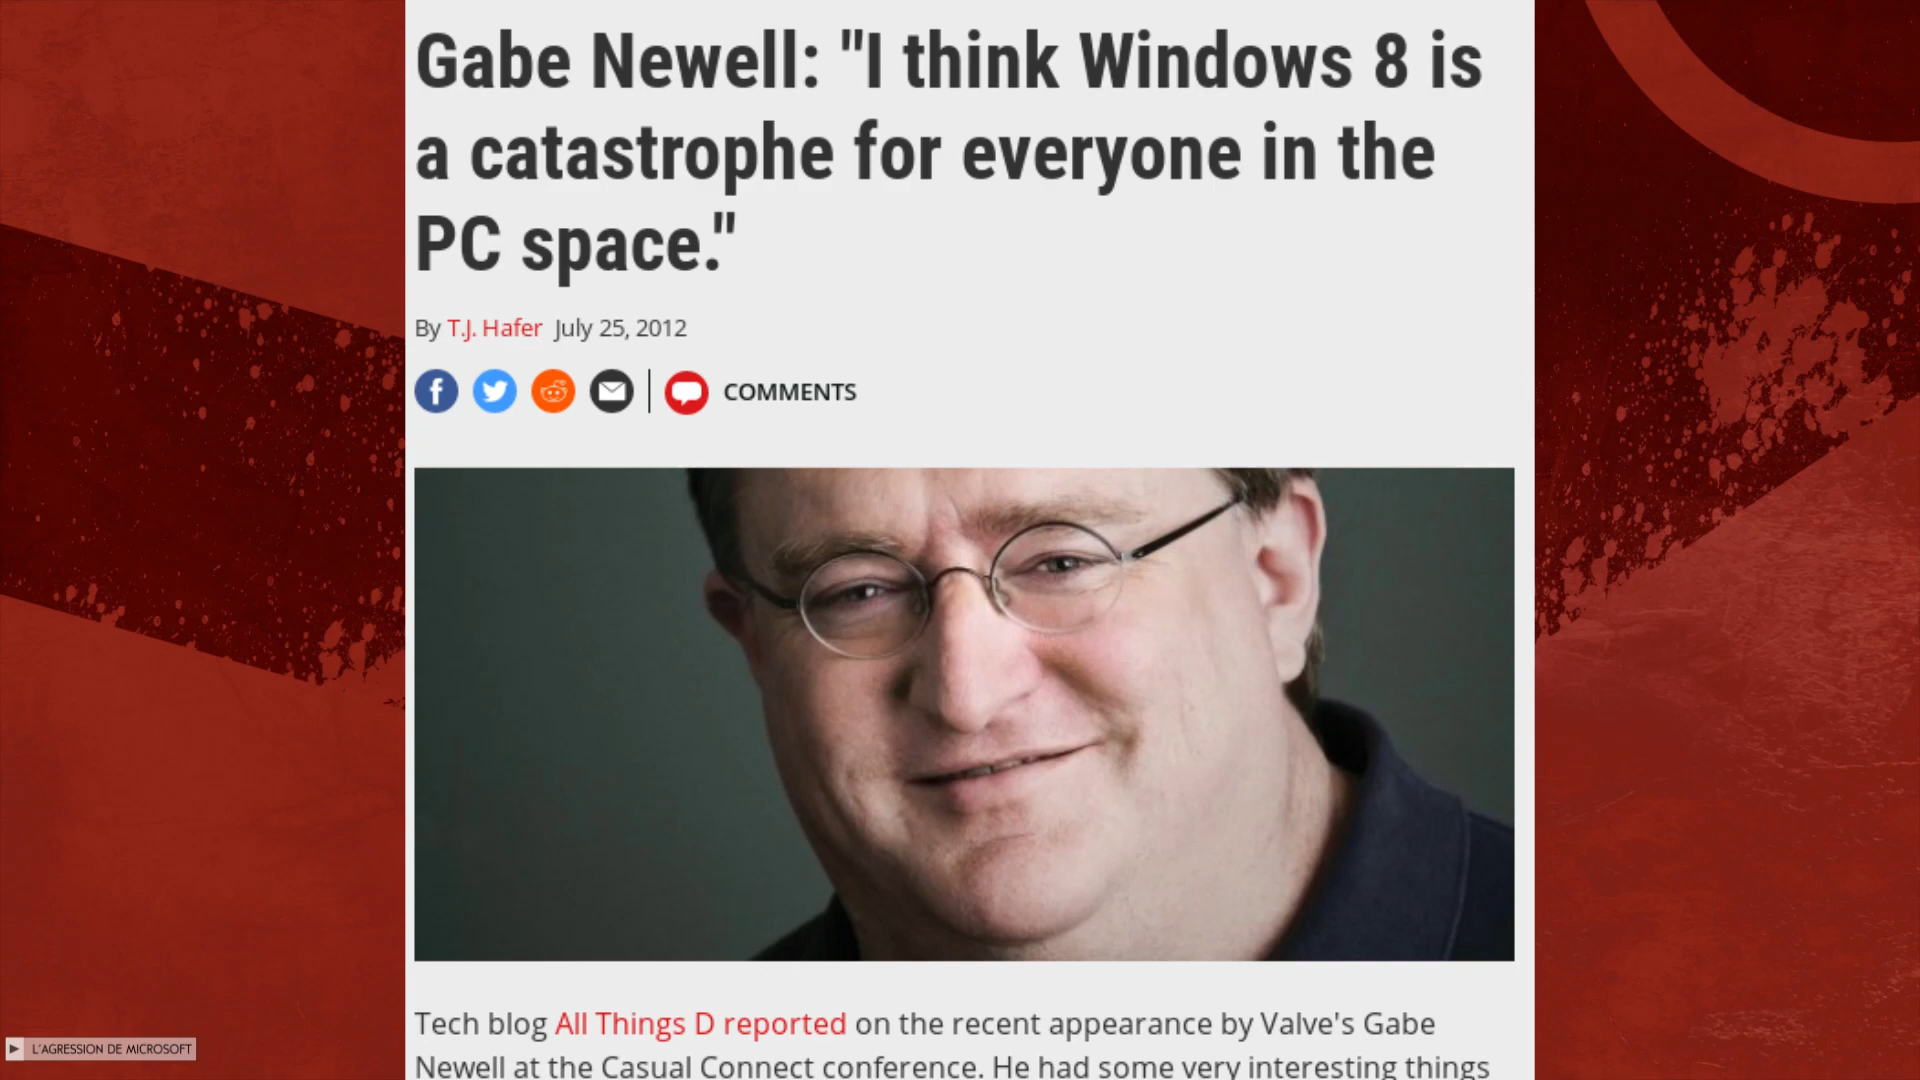 Gabe Newell: "I think Windows 8 is
a catastrophe for everyone in the
PC space."
By T.J. Hafer July 25, 2012
COMMENTS
Tech blog All Things D reported on the recent appearance by Valve's Gabe
Newell at the Casual Connect conference. He had some very interesting things
L'AGRESSION DE MICROSOFT